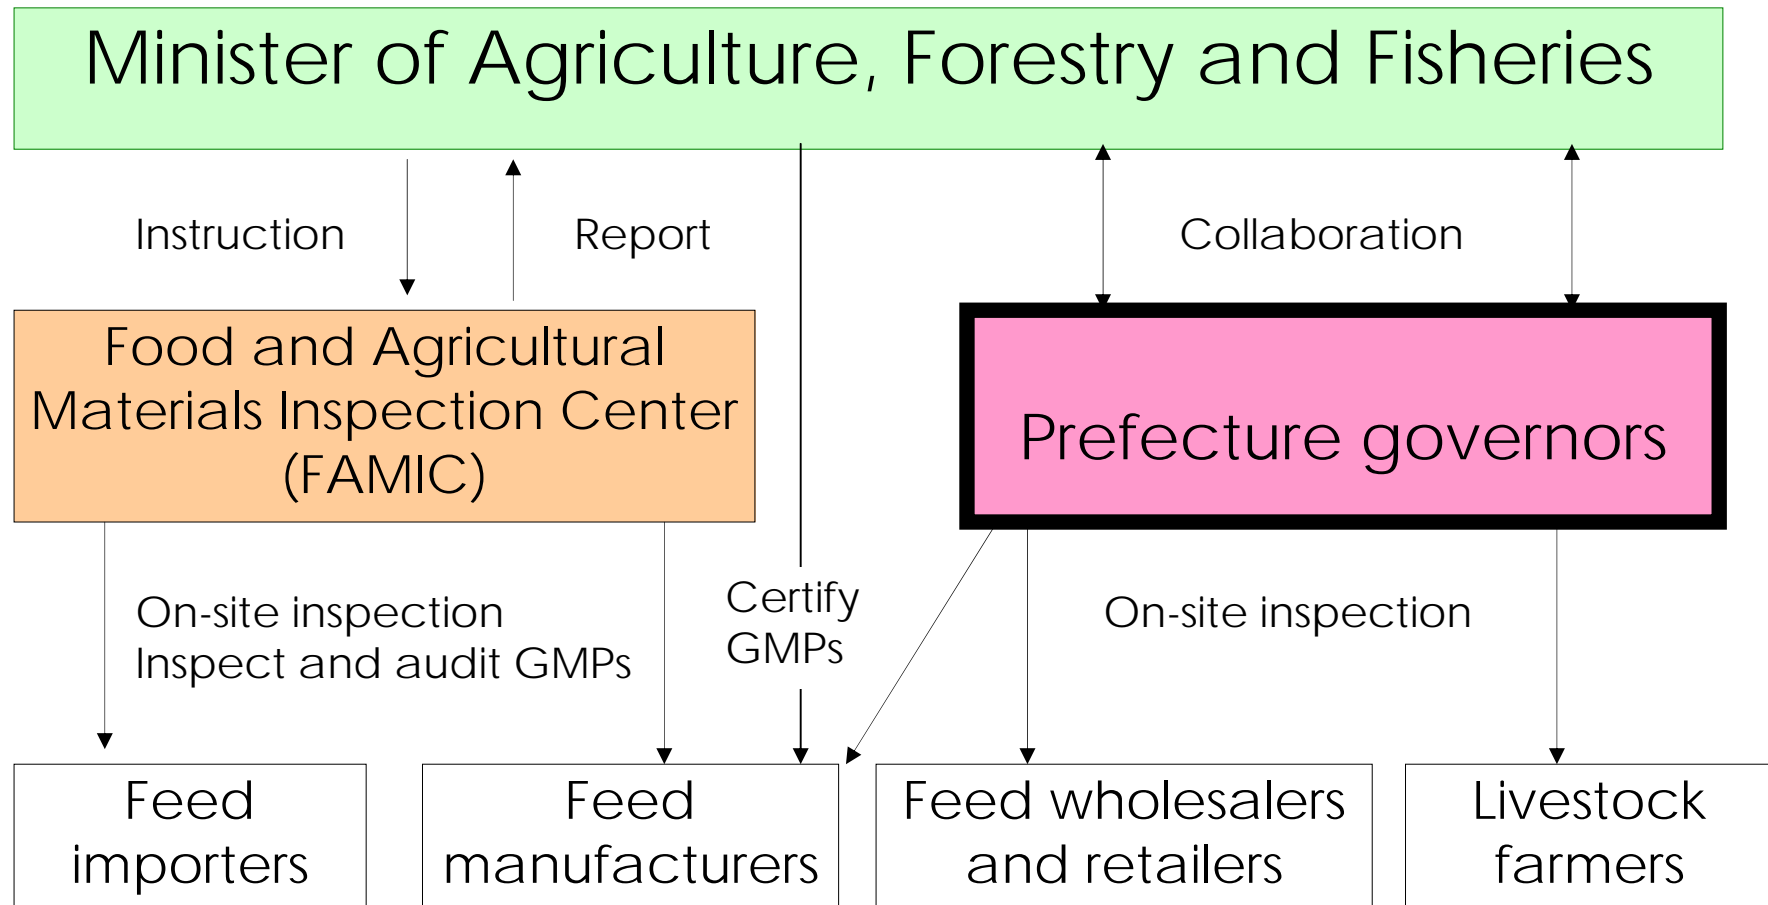 Minister of Agriculture, Forestry and Fisheries
Instruction
Report
Collaboration
Food and Agricultural
Materials Inspection Center
(FAMIC)
Prefecture governors
On-site inspection
Inspect and audit GMPs
Certify
GMPs
On-site inspection
Feed
importers
Feed
manufacturers
Feed wholesalers
and retailers
Livestock
farmers